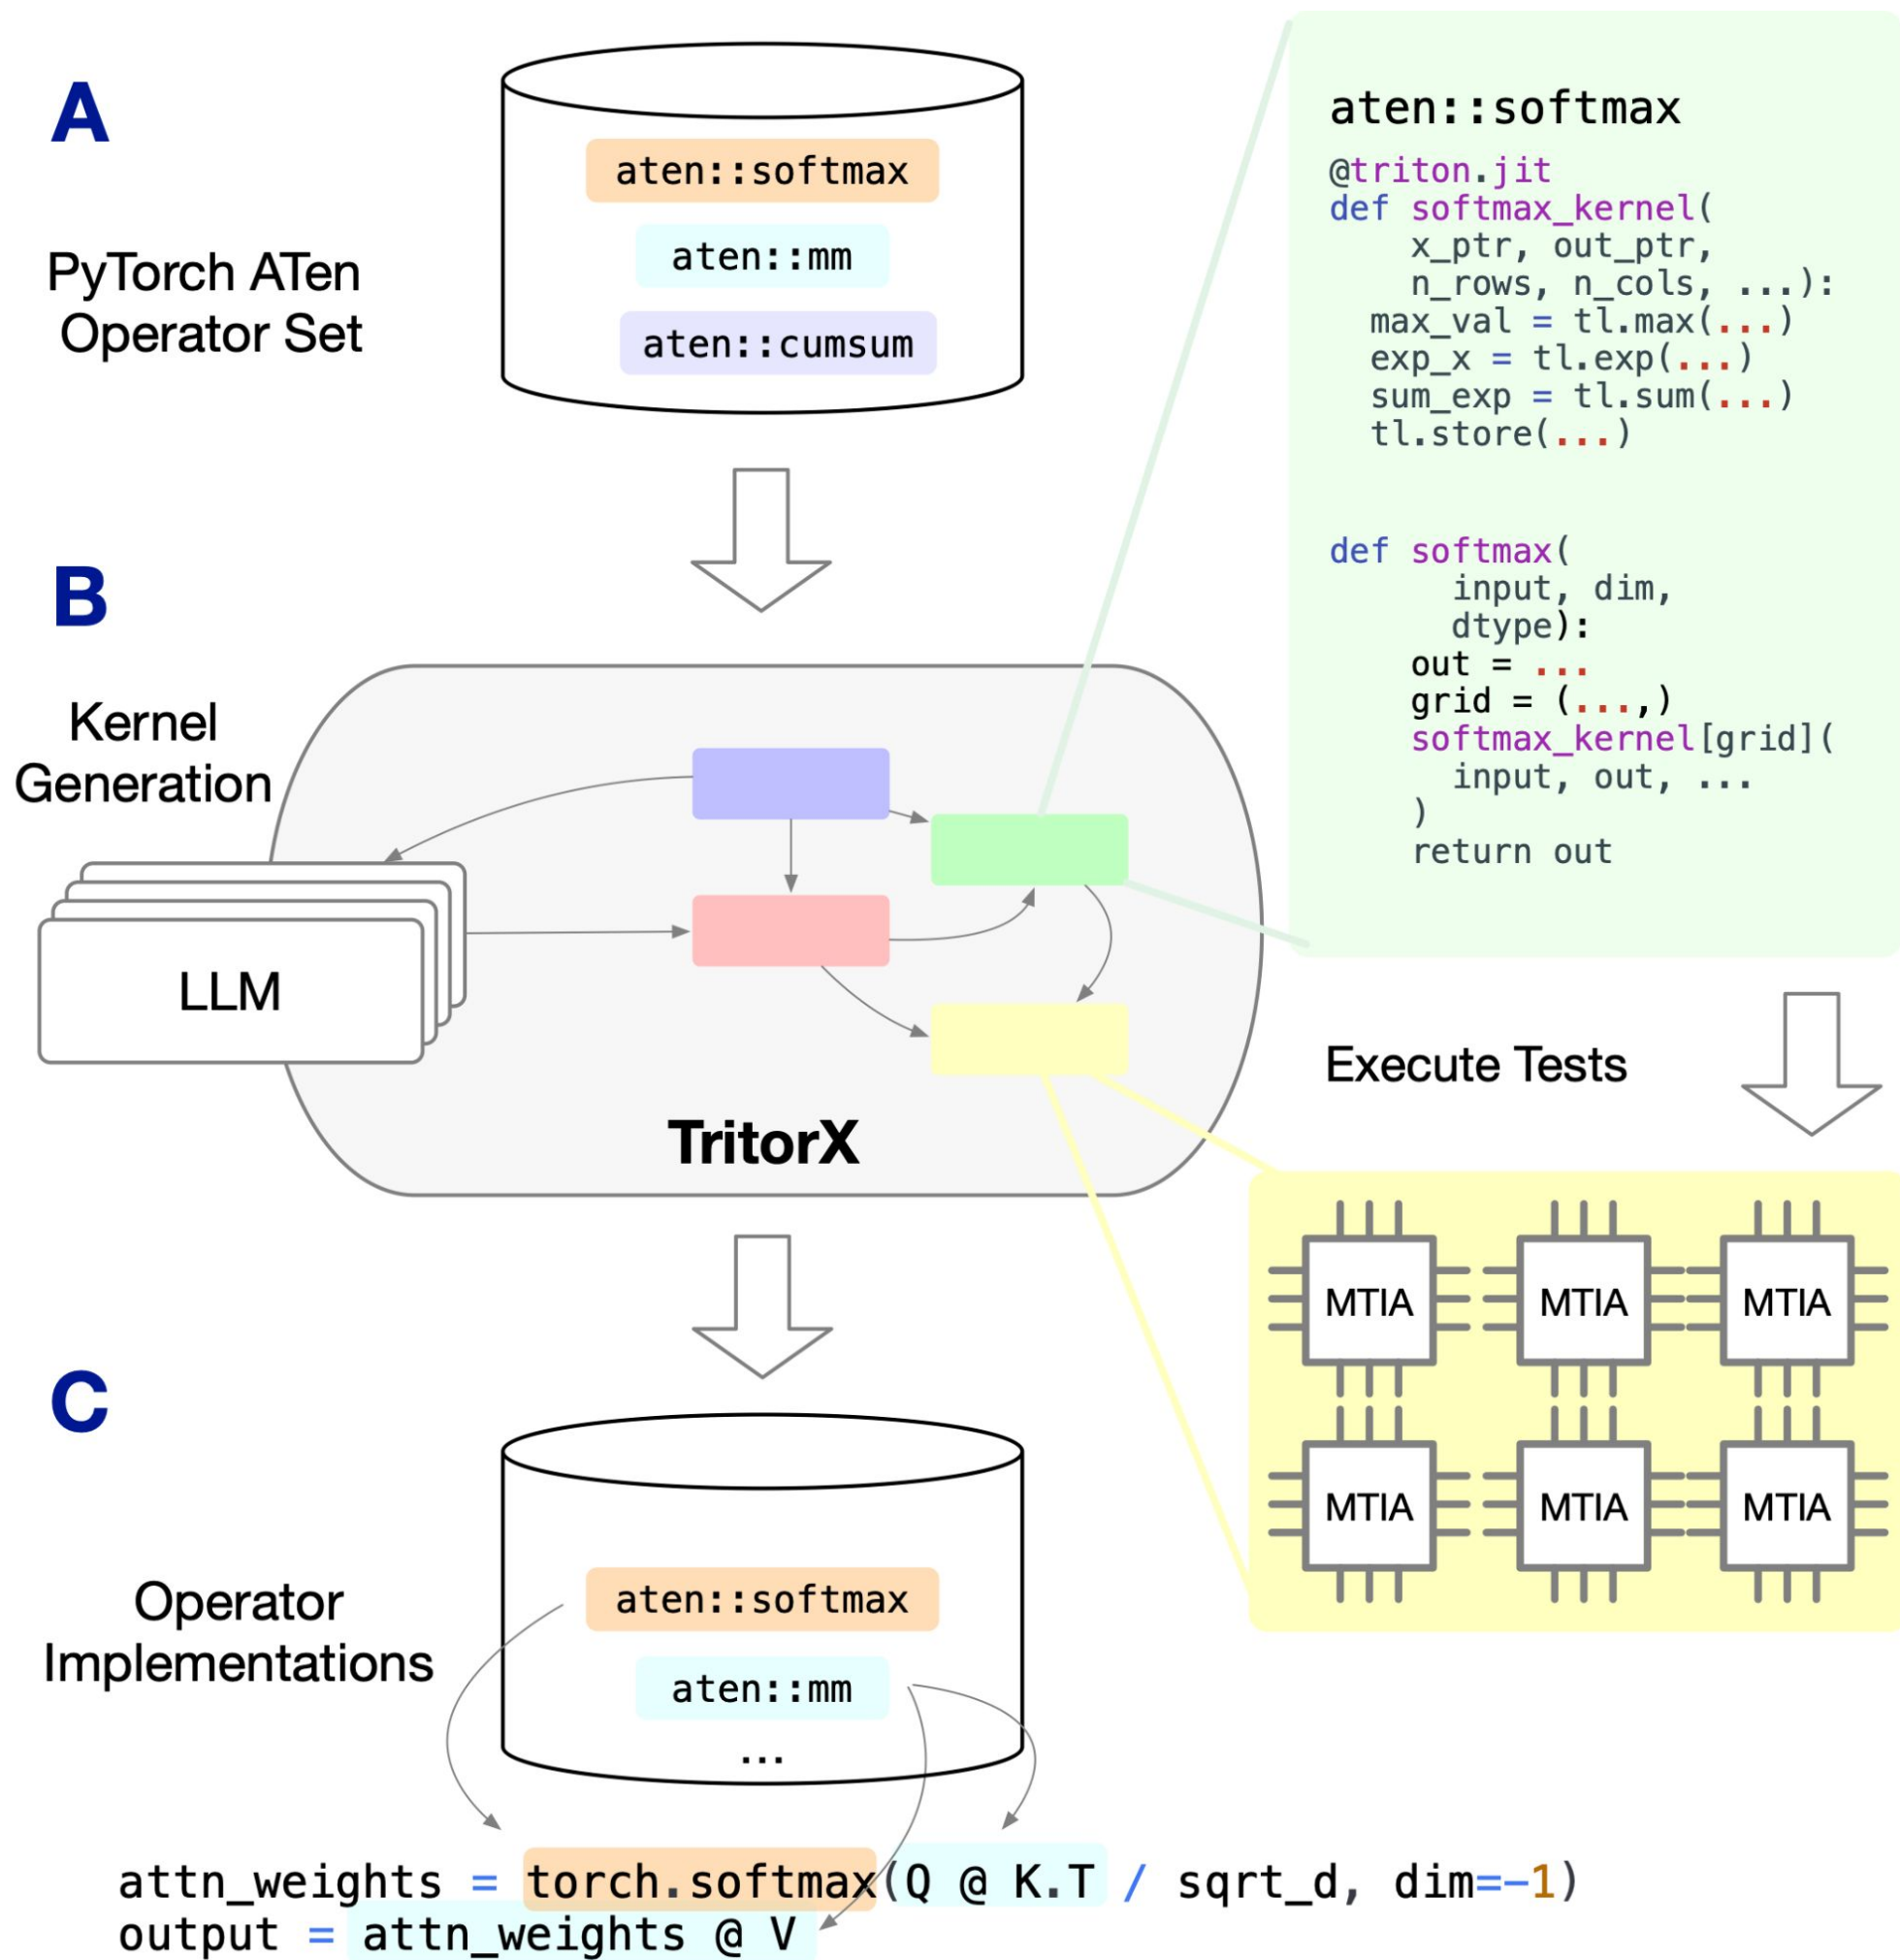 A
PyTorch ATen
Operator Set
aten::softmax
aten::mm
aten::cumsum
aten::softmax
@triton.jit
def softmax_kernel(
    x_ptr, out_ptr,
    n_rows, n_cols, ...):
  max_val = tl.max(...)
  exp_x = tl.exp(...)
  sum_exp = tl.sum(...)
  tl.store(...)
def softmax(
      input, dim,
      dtype):
    out = ...
    grid = (...,)
    softmax_kernel[grid](
      input, out, ...
    )
    return out
B
Kernel
Generation
LLM
TritorX
Execute Tests
MTIA MTIA MTIA
MTIA MTIA MTIA
C
Operator
Implementations
aten::softmax
aten::mm
...
attn_weights = torch.softmax(Q @ K.T / sqrt_d, dim=-1)
output = attn_weights @ V